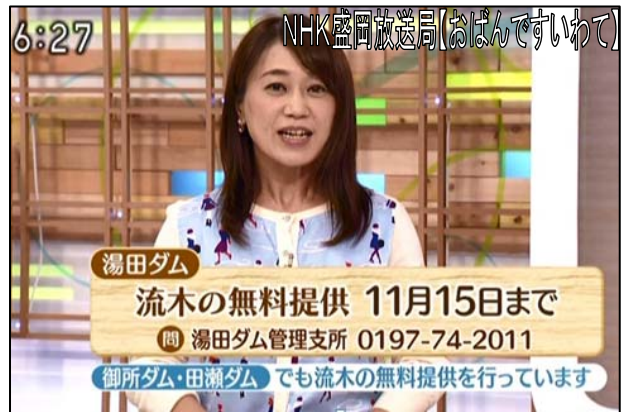 6:27
NHK盛岡放送局【おばんですいわて】
湯田ダム
流木の無料提供 11月15日まで
問 湯田ダム管理支所 0197-74-2011
御所ダム・田瀬ダム でも流木の無料提供を行っています